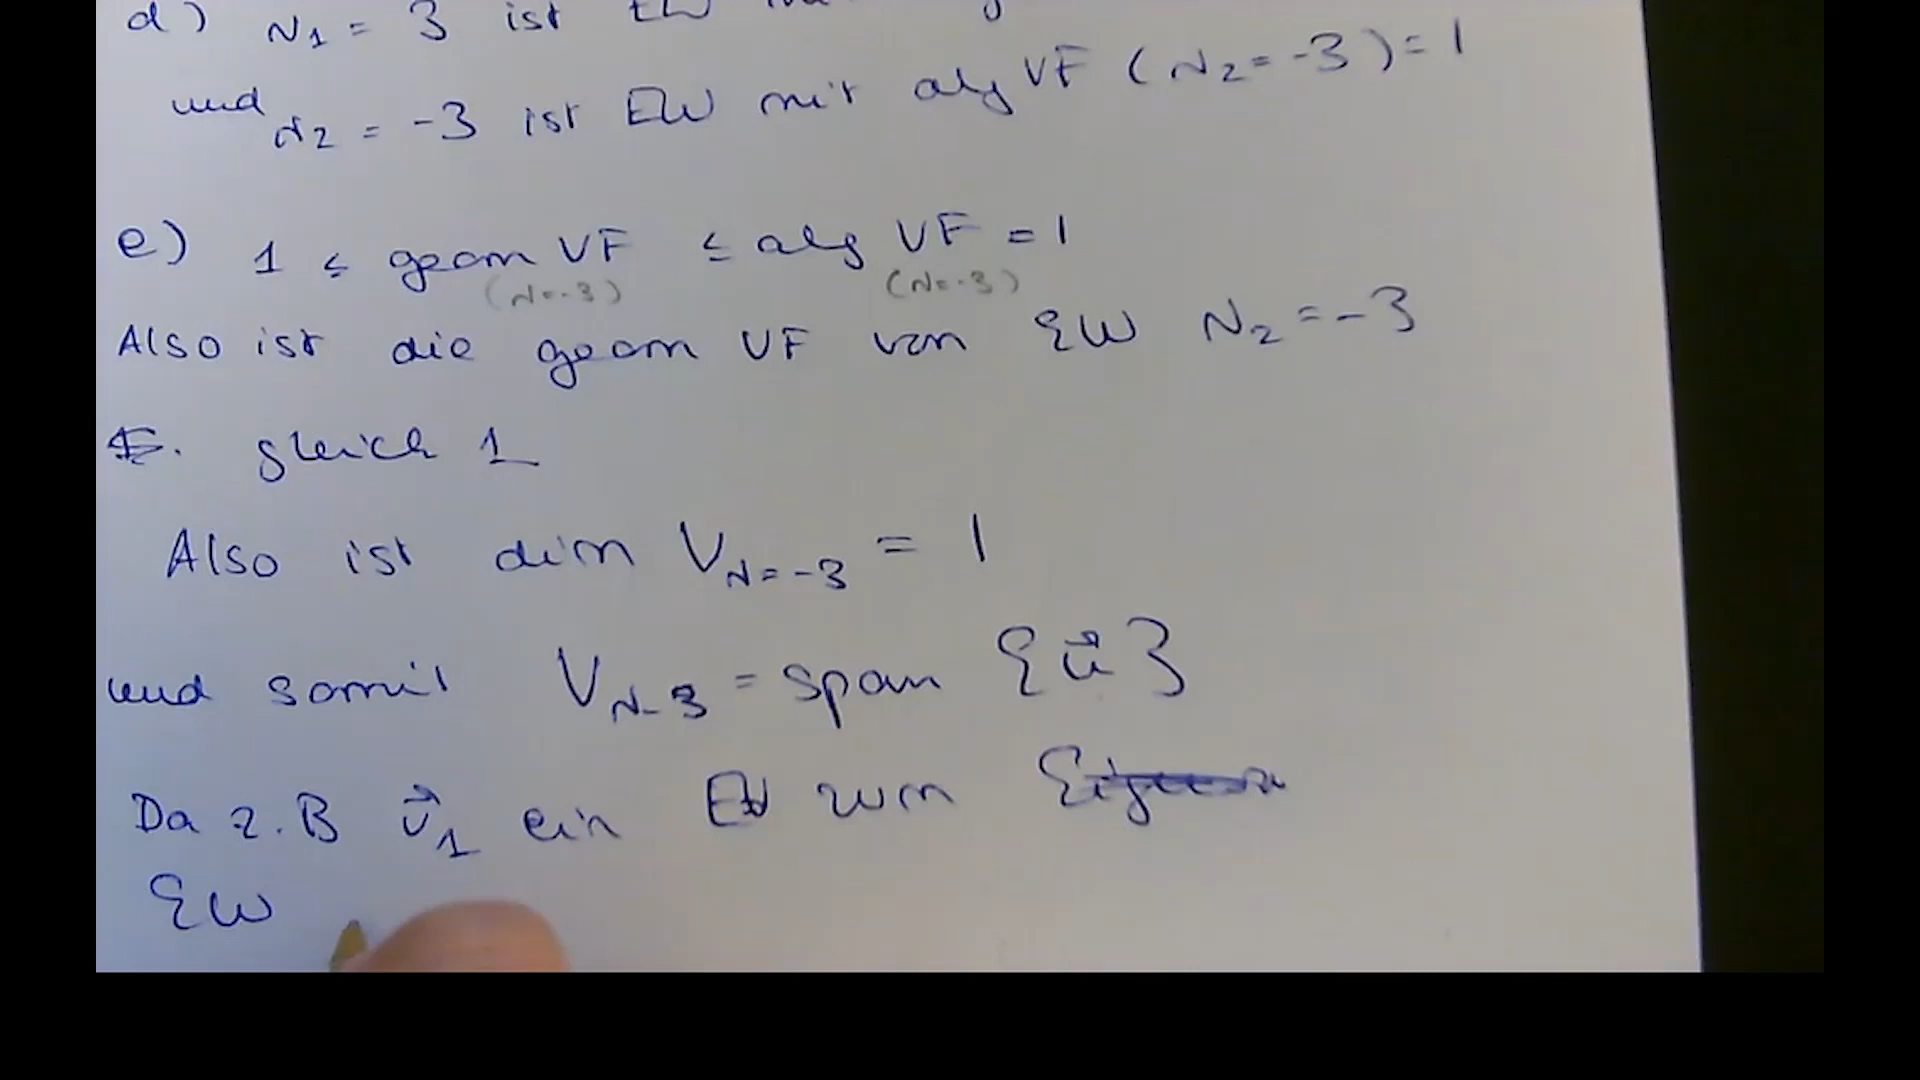 d) λ1 = 3 ist EW
und λ2 = -3 ist EW mit alg VF (λ2 = -3) = 1
e) 1 ≤ geom VF ≤ alg VF = 1
(λ=-3) (λ=-3)
Also ist die geom VF von EW λ2 = -3
gleich 1
Also ist dim Vλ=-3 = 1
und somit Vλ-3 = span {u⃗}
Da z.B v⃗1 ein EV zum
EW